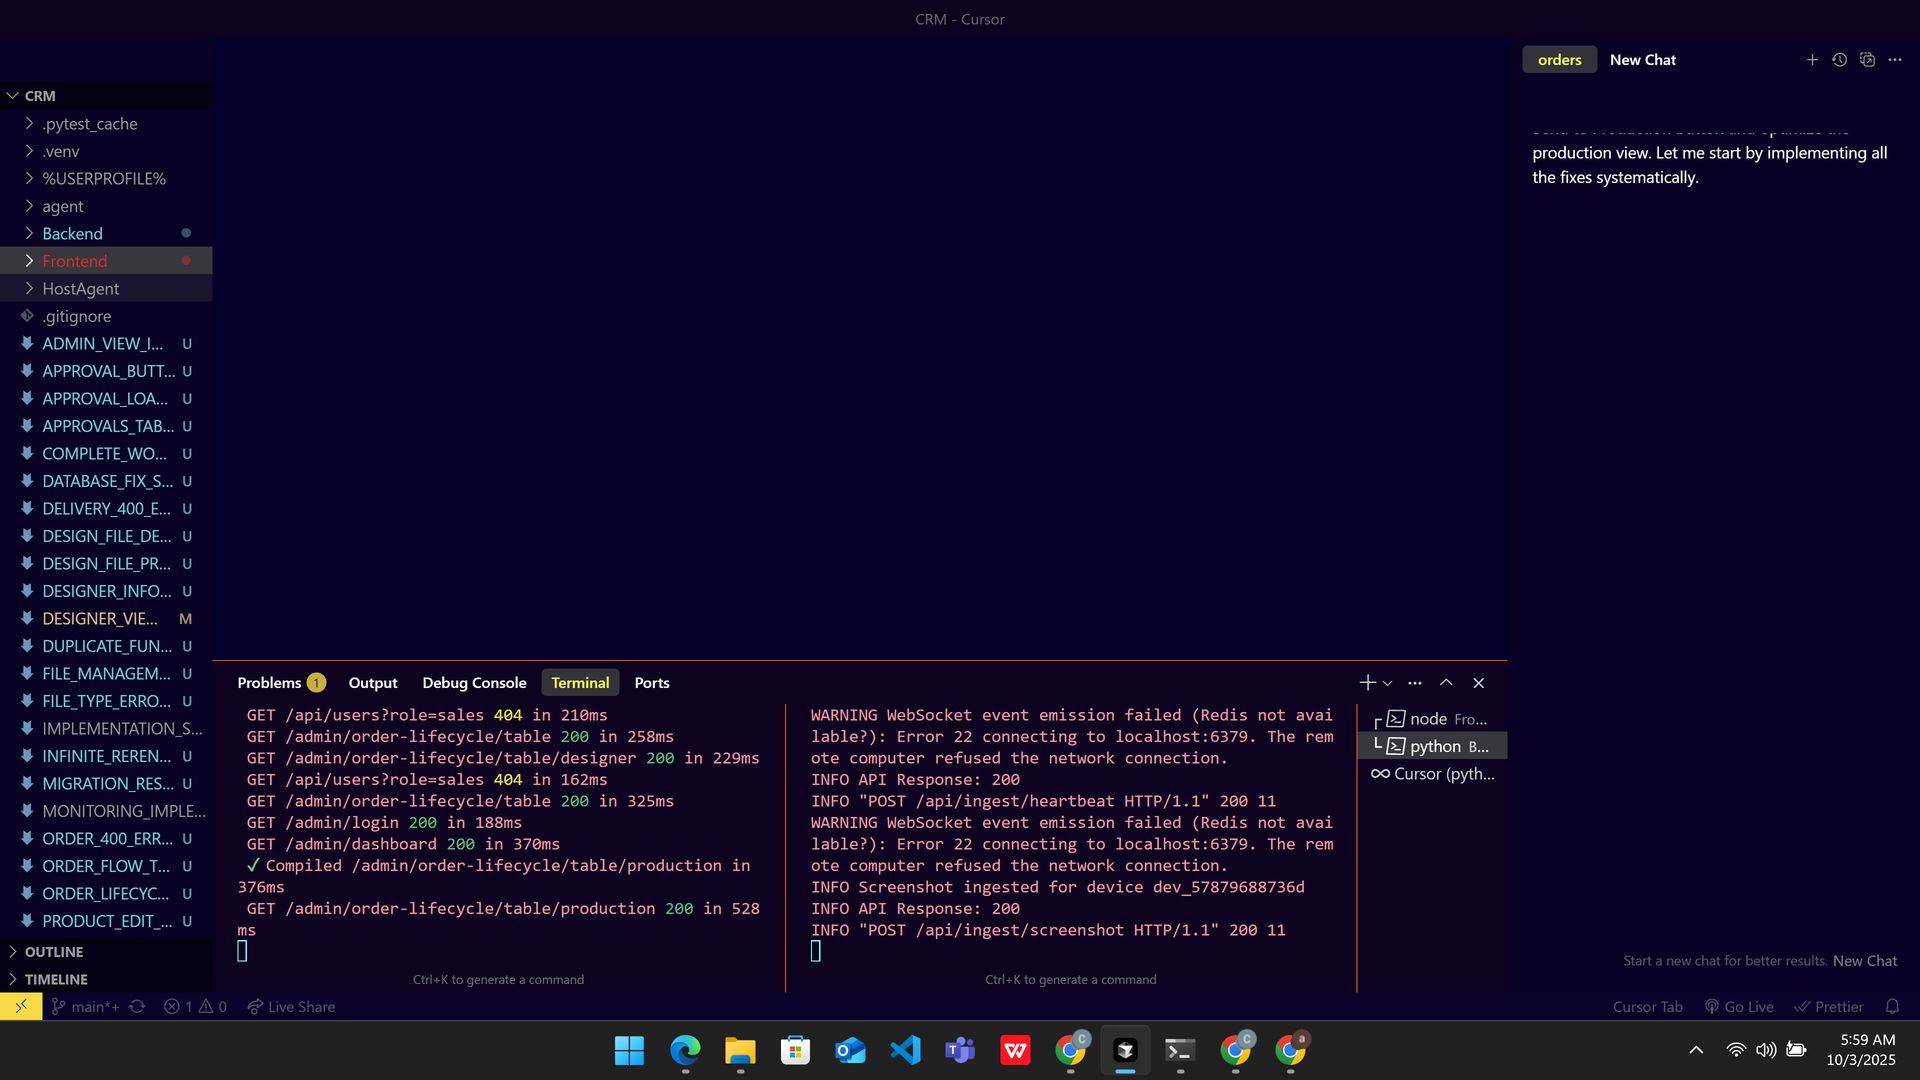 CRM - Cursor
CRM
.pytest_cache
.venv
%USERPROFILE%
agent
Backend
Frontend
HostAgent
.gitignore
ADMIN_VIEW_I... U
APPROVAL_BUTT... U
APPROVAL_LOA... U
APPROVALS_TAB... U
COMPLETE_WO... U
DATABASE_FIX_S... U
DELIVERY_400_E... U
DESIGN_FILE_DE... U
DESIGN_FILE_PR... U
DESIGNER_INFO... U
DESIGNER_VIE... M
DUPLICATE_FUN... U
FILE_MANAGEM... U
FILE_TYPE_ERRO... U
IMPLEMENTATION_S...
INFINITE_REREN... U
MIGRATION_RES... U
MONITORING_IMPLE...
ORDER_400_ERR... U
ORDER_FLOW_T... U
ORDER_LIFECYC... U
PRODUCT_EDIT_... U
OUTLINE
TIMELINE
Problems 1 Output Debug Console Terminal Ports
GET /api/users?role=sales 404 in 210ms
GET /admin/order-lifecycle/table 200 in 258ms
GET /admin/order-lifecycle/table/designer 200 in 229ms
GET /api/users?role=sales 404 in 162ms
GET /admin/order-lifecycle/table 200 in 325ms
GET /admin/login 200 in 188ms
GET /admin/dashboard 200 in 370ms
✓ Compiled /admin/order-lifecycle/table/production in
376ms
GET /admin/order-lifecycle/table/production 200 in 528
ms
Ctrl+K to generate a command
WARNING WebSocket event emission failed (Redis not avai
lable?): Error 22 connecting to localhost:6379. The rem
ote computer refused the network connection.
INFO API Response: 200
INFO "POST /api/ingest/heartbeat HTTP/1.1" 200 11
WARNING WebSocket event emission failed (Redis not avai
lable?): Error 22 connecting to localhost:6379. The rem
ote computer refused the network connection.
INFO Screenshot ingested for device dev_57879688736d
INFO API Response: 200
INFO "POST /api/ingest/screenshot HTTP/1.1" 200 11
Ctrl+K to generate a command
node Fro...
python B...
Cursor (pyth...
orders New Chat
production view. Let me start by implementing all
the fixes systematically.
Start a new chat for better results. New Chat
main*+ 1 0 Live Share
Cursor Tab Go Live Prettier
5:59 AM
10/3/2025